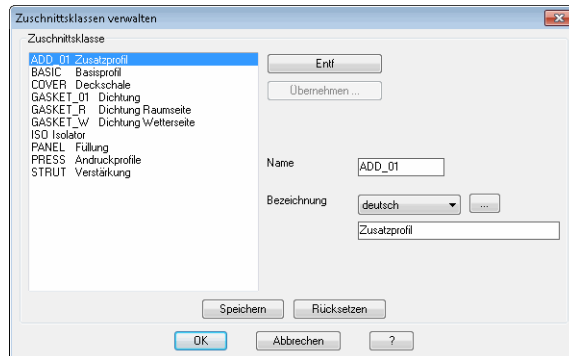 Zuschnittsklassen verwalten
Zuschnittsklasse
ADD_01 Zusatzprofil
BASIC Basisprofil
COVER Deckschale
GASKET_01 Dichtung
GASKET_R Dichtung Raumseite
GASKET_W Dichtung Wetterseite
ISO Isolator
PANEL Füllung
PRESS Andruckprofile
STRUT Verstärkung
Entf
Übernehmen ...
Name ADD_01
Bezeichnung deutsch ...
Zusatzprofil
Speichern Rücksetzen
OK Abbrechen ?